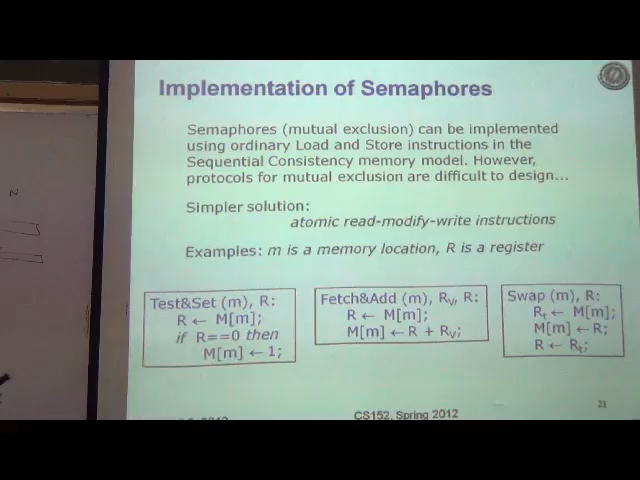 Implementation of Semaphores
Semaphores (mutual exclusion) can be implemented
using ordinary Load and Store instructions in the
Sequential Consistency memory model. However,
protocols for mutual exclusion are difficult to design...
Simpler solution:
atomic read-modify-write instructions
Examples: m is a memory location, R is a register
Test&Set (m), R:
R ← M[m];
if R==0 then
M[m] ← 1;
Fetch&Add (m), Rv, R:
R ← M[m];
M[m] ← R + Rv;
Swap (m), R:
Rt ← M[m];
M[m] ← R;
R ← Rt;
2012
CS152, Spring 2012
21